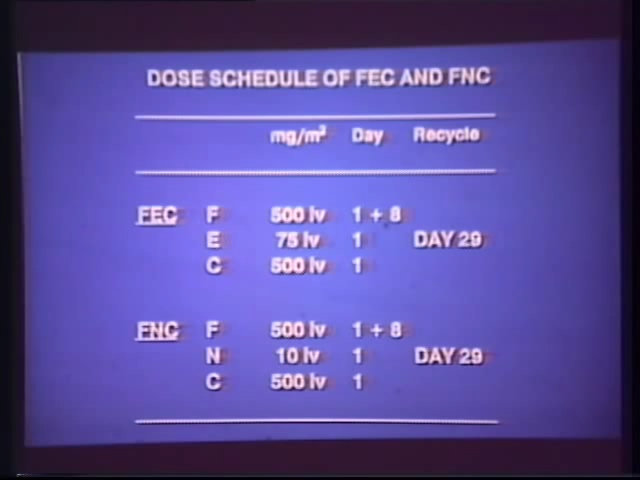 DOSE SCHEDULE OF FEC AND FNC
mg/m² Day Recycle
FEC F 500 iv 1 + 8
E 75 iv 1 DAY 29
C 500 iv 1
FNC F 500 iv 1 + 8
N 10 iv 1 DAY 29
C 500 iv 1